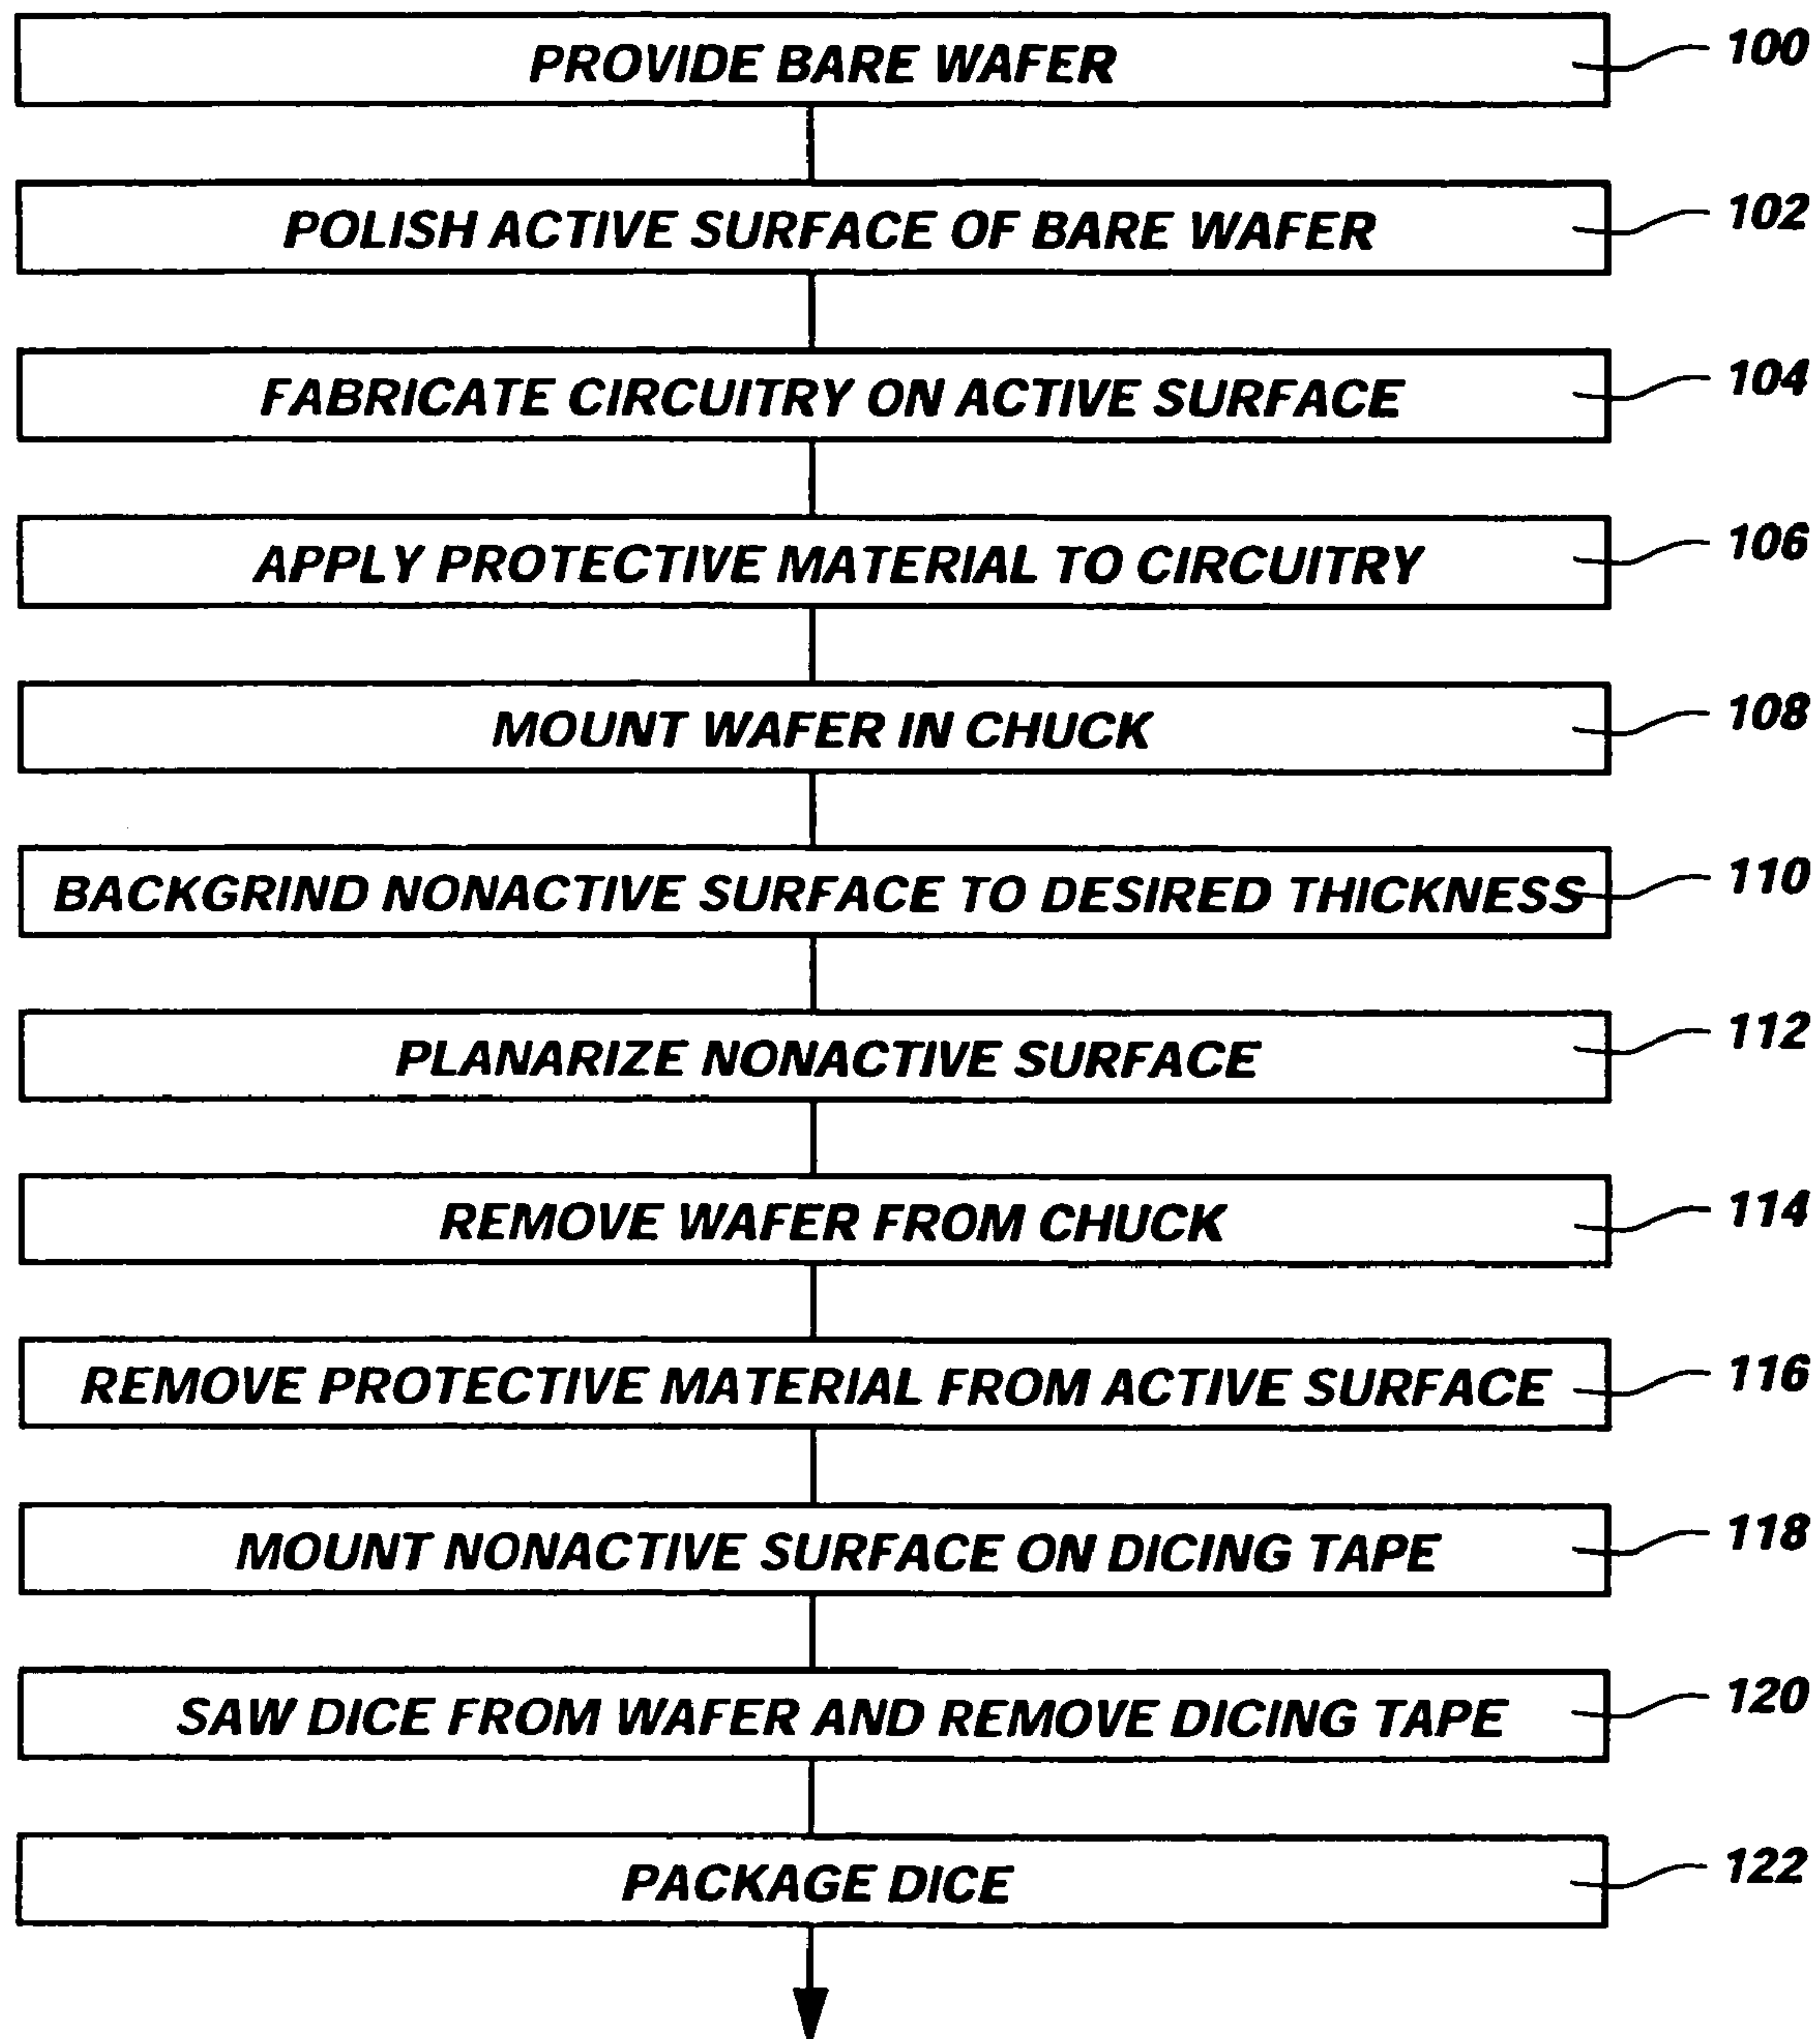 PROVIDE BARE WAFER 100
POLISH ACTIVE SURFACE OF BARE WAFER 102
FABRICATE CIRCUITRY ON ACTIVE SURFACE 104
APPLY PROTECTIVE MATERIAL TO CIRCUITRY 106
MOUNT WAFER IN CHUCK 108
BACKGRIND NONACTIVE SURFACE TO DESIRED THICKNESS 110
PLANARIZE NONACTIVE SURFACE 112
REMOVE WAFER FROM CHUCK 114
REMOVE PROTECTIVE MATERIAL FROM ACTIVE SURFACE 116
MOUNT NONACTIVE SURFACE ON DICING TAPE 118
SAW DICE FROM WAFER AND REMOVE DICING TAPE 120
PACKAGE DICE 122